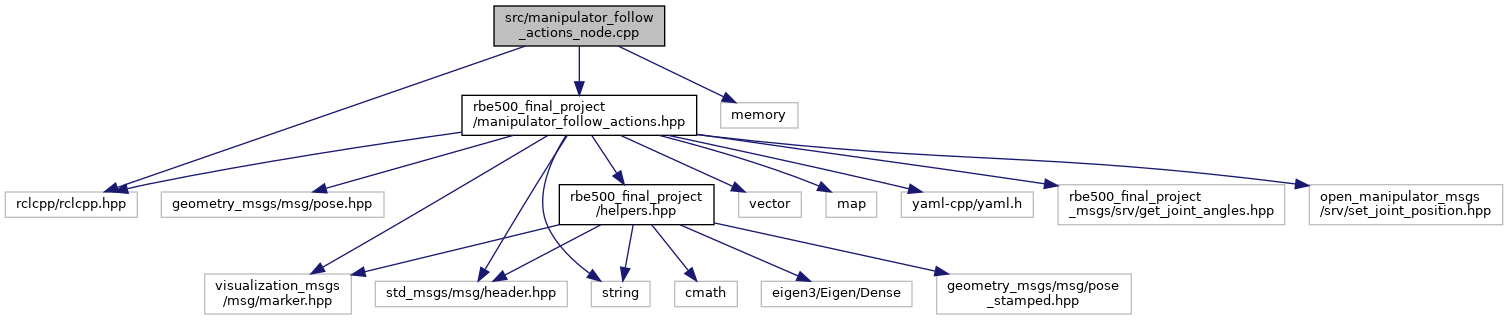 src/manipulator_follow
_actions_node.cpp
rbe500_final_project
/manipulator_follow_actions.hpp
memory
rclcpp/rclcpp.hpp
geometry_msgs/msg/pose.hpp
rbe500_final_project
/helpers.hpp
vector
map
yaml-cpp/yaml.h
rbe500_final_project
_msgs/srv/get_joint_angles.hpp
open_manipulator_msgs
/srv/set_joint_position.hpp
visualization_msgs
/msg/marker.hpp
std_msgs/msg/header.hpp
string
cmath
eigen3/Eigen/Dense
geometry_msgs/msg/pose
_stamped.hpp